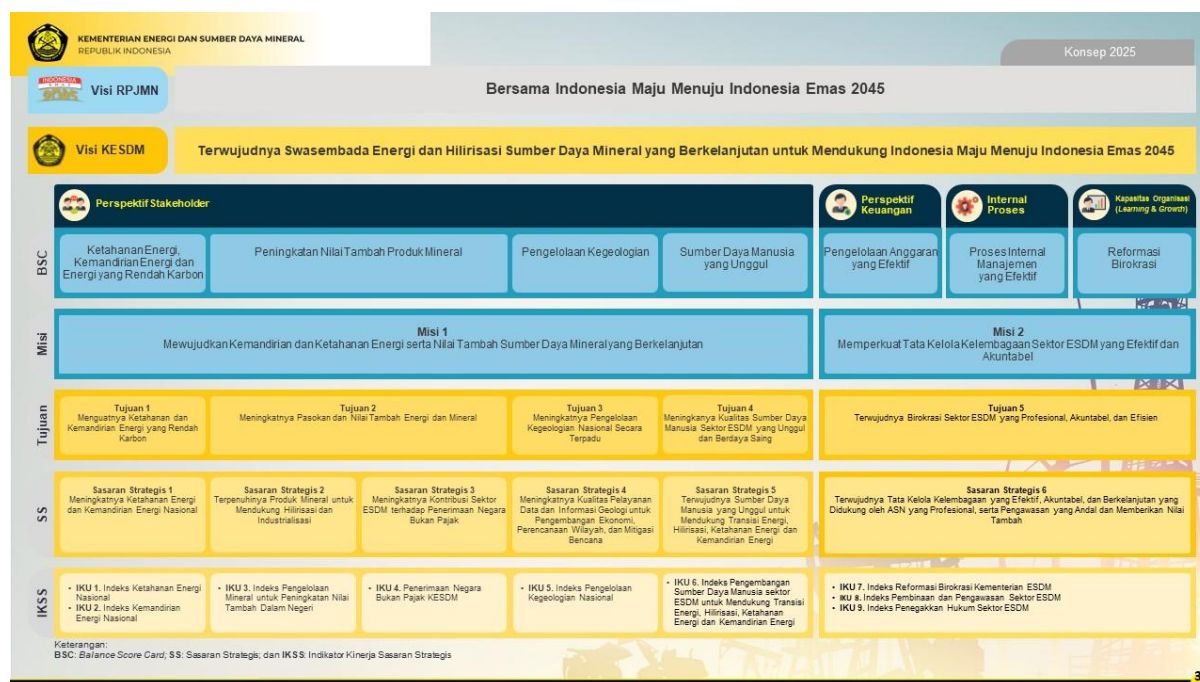 KEMENTERIAN ENERGI DAN SUMBER DAYA MINERAL
REPUBLIK INDONESIA
Konsep 2025
INDONESIA
EMAS
2045
Visi RPJMN
Bersama Indonesia Maju Menuju Indonesia Emas 2045
Visi KESDM
Terwujudnya Swasembada Energi dan Hilirisasi Sumber Daya Mineral yang Berkelanjutan untuk Mendukung Indonesia Maju Menuju Indonesia Emas 2045
Perspektif Stakeholder
Perspektif
Keuangan
Internal
Proses
Kapasitas Organisasi
(Learning & Growth)
BSC
Ketahanan Energi,
Kemandirian Energi dan
Energi yang Rendah Karbon
Peningkatan Nilai Tambah Produk Mineral
Pengelolaan Kegeologian
Sumber Daya Manusia
yang Unggul
Pengelolaan Anggaran
yang Efektif
Proses Internal
Manajemen
yang Efektif
Reformasi
Birokrasi
Misi
Misi 1
Mewujudkan Kemandirian dan Ketahanan Energi serta Nilai Tambah Sumber Daya Mineral yang Berkelanjutan
Misi 2
Memperkuat Tata Kelola Kelembagaan Sektor ESDM yang Efektif dan
Akuntabel
Tujuan
Tujuan 1
Menguatnya Ketahanan dan
Kemandirian Energi yang Rendah
Karbon
Tujuan 2
Meningkatnya Pasokan dan Nilai Tambah Energi dan Mineral
Tujuan 3
Meningkatnya Pengelolaan
Kegeologian Nasional Secara
Terpadu
Tujuan 4
Meningkanya Kualitas Sumber Daya
Manusia Sektor ESDM yang Unggul
dan Berdaya Saing
Tujuan 5
Terwujudnya Birokrasi Sektor ESDM yang Profesional, Akuntabel, dan Efisien
SS
Sasaran Strategis 1
Meningkatnya Ketahanan Energi
dan Kemandirian Energi Nasional
Sasaran Strategis 2
Terpenuhinya Produk Mineral untuk
Mendukung Hilirisasi dan
Industrialisasi
Sasaran Strategis 3
Meningkatnya Kontribusi Sektor
ESDM terhadap Penerimaan Negara
Bukan Pajak
Sasaran Strategis 4
Meningkatnya Kualitas Pelayanan
Data dan Informasi Geologi untuk
Pengembangan Ekonomi,
Perencanaan Wilayah, dan Mitigasi
Bencana
Sasaran Strategis 5
Terwujudnya Sumber Daya
Manusia yang Unggul untuk
Mendukung Transisi Energi,
Hilirisasi, Ketahanan Energi dan
Kemandirian Energi
Sasaran Strategis 6
Terwujudnya Tata Kelola Kelembagaan yang Efektif, Akuntabel, dan Berkelanjutan yang
Didukung oleh ASN yang Profesional, serta Pengawasan yang Andal dan Memberikan Nilai
Tambah
IKSS
• IKU 1. Indeks Ketahanan Energi
Nasional
• IKU 2. Indeks Kemandirian
Energi Nasional
• IKU 3. Indeks Pengelolaan
Mineral untuk Peningkatan Nilai
Tambah Dalam Negeri
• IKU 4. Penerimaan Negara
Bukan Pajak KESDM
• IKU 5. Indeks Pengelolaan
Kegeologian Nasional
• IKU 6. Indeks Pengembangan
Sumber Daya Manusia sektor
ESDM untuk Mendukung Transisi
Energi, Hilirisasi, Ketahanan
Energi dan Kemandirian Energi
• IKU 7. Indeks Reformasi Birokrasi Kementerian ESDM
• IKU 8. Indeks Pembinaan dan Pengawasan Sektor ESDM
• IKU 9. Indeks Penegakkan Hukum Sektor ESDM
Keterangan:
BSC: Balance Score Card; SS: Sasaran Strategis; dan IKSS: Indikator Kinerja Sasaran Strategis
3